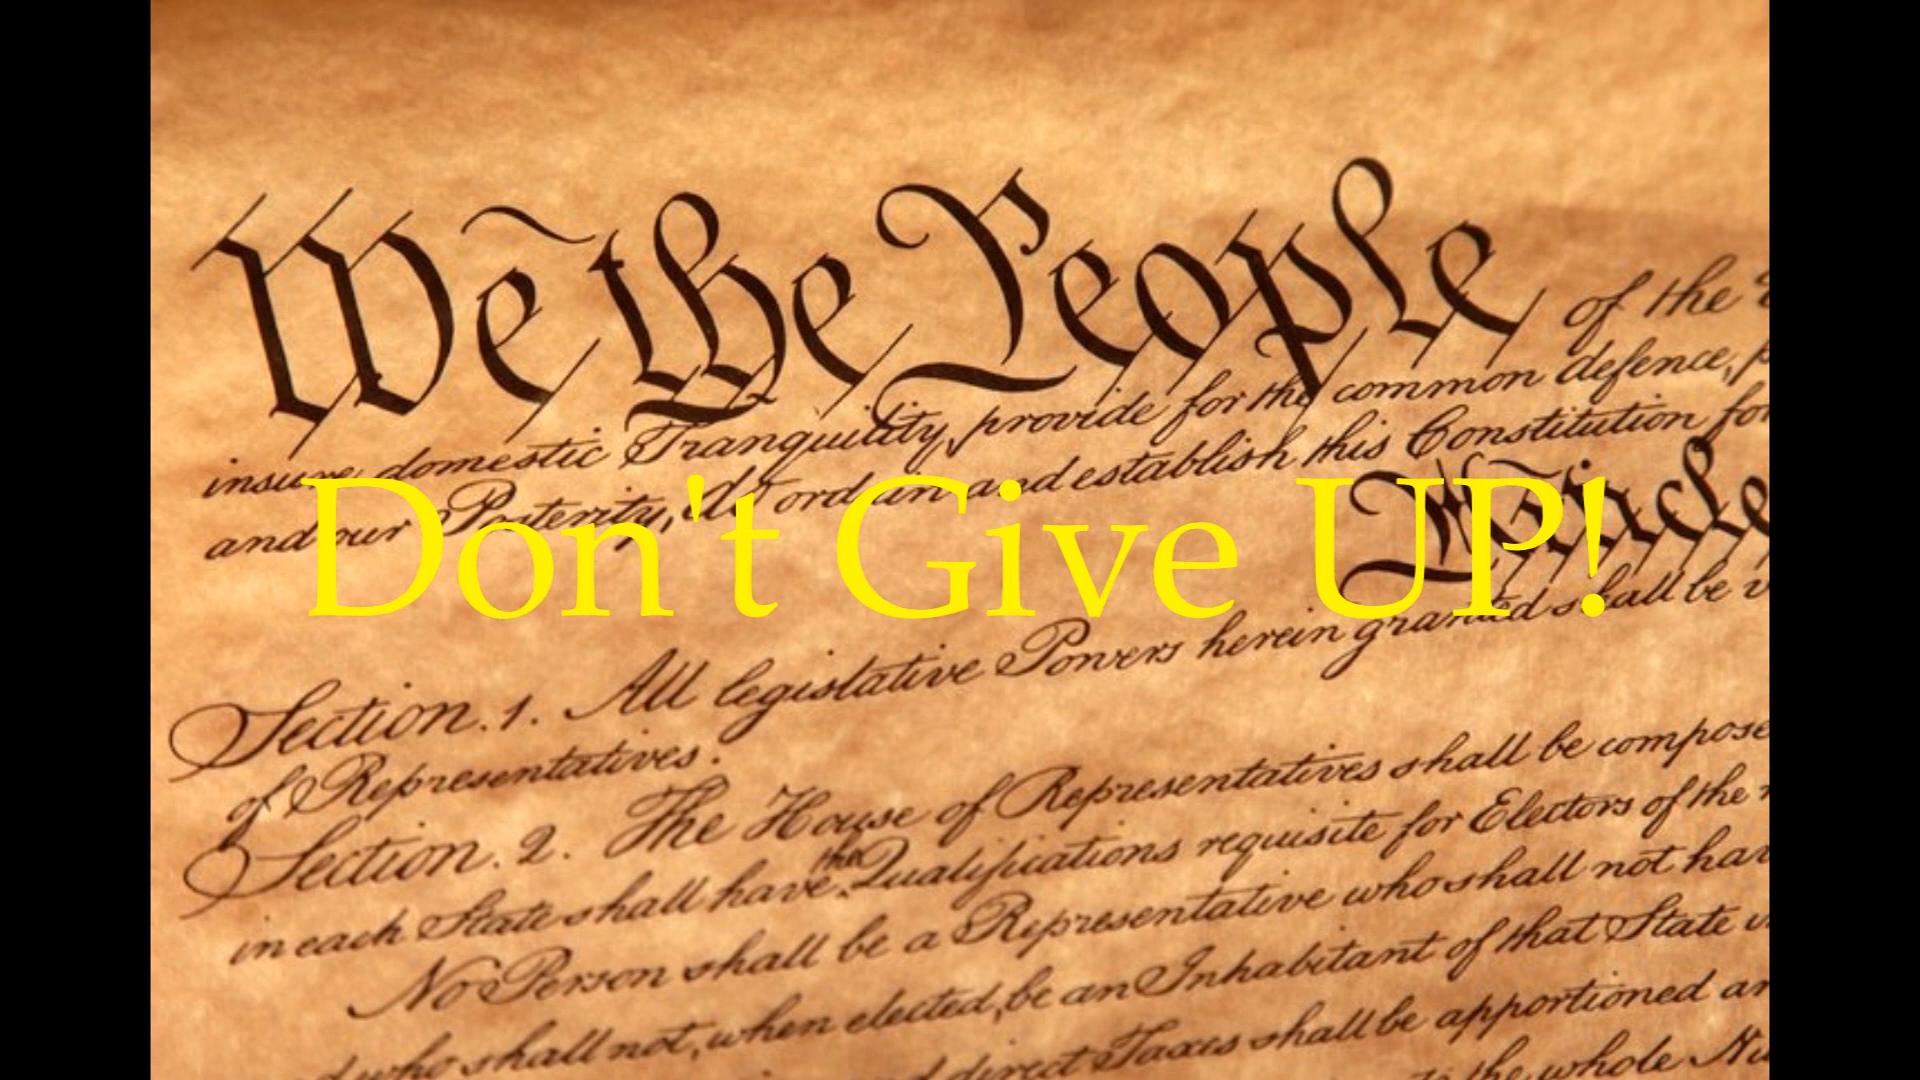 We the People of the
insure domestic Tranquility, provide for the common defence,
and our Posterity, do ordain and establish this Constitution for
Don't Give UP!
Section. 1. All legislative Powers herein granted shall be
of Representatives.
Section. 2. The House of Representatives shall be compose
in each State shall have the Qualifications requisite for Electors of the
No Person shall be a Representative who shall not
who shall not, when elected, be an Inhabitant of that State
direct Taxes shall be apportioned
the whole